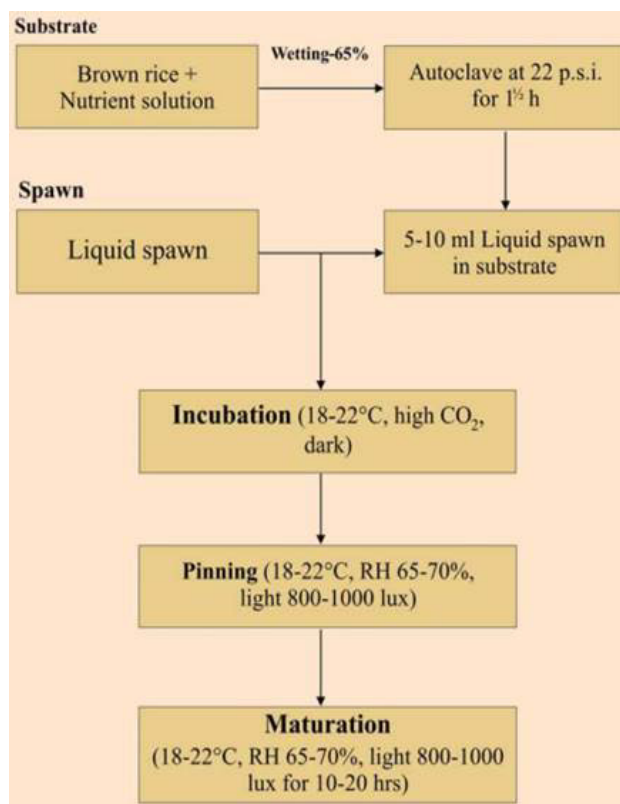 Substrate
Wetting-65%
Brown rice +
Nutrient solution
Autoclave at 22 p.s.i.
for 1½ h
Spawn
Liquid spawn
5-10 ml Liquid spawn
in substrate
Incubation (18-22°C, high CO₂,
dark)
Pinning (18-22°C, RH 65-70%,
light 800-1000 lux)
Maturation
(18-22°C, RH 65-70%, light 800-1000
lux for 10-20 hrs)